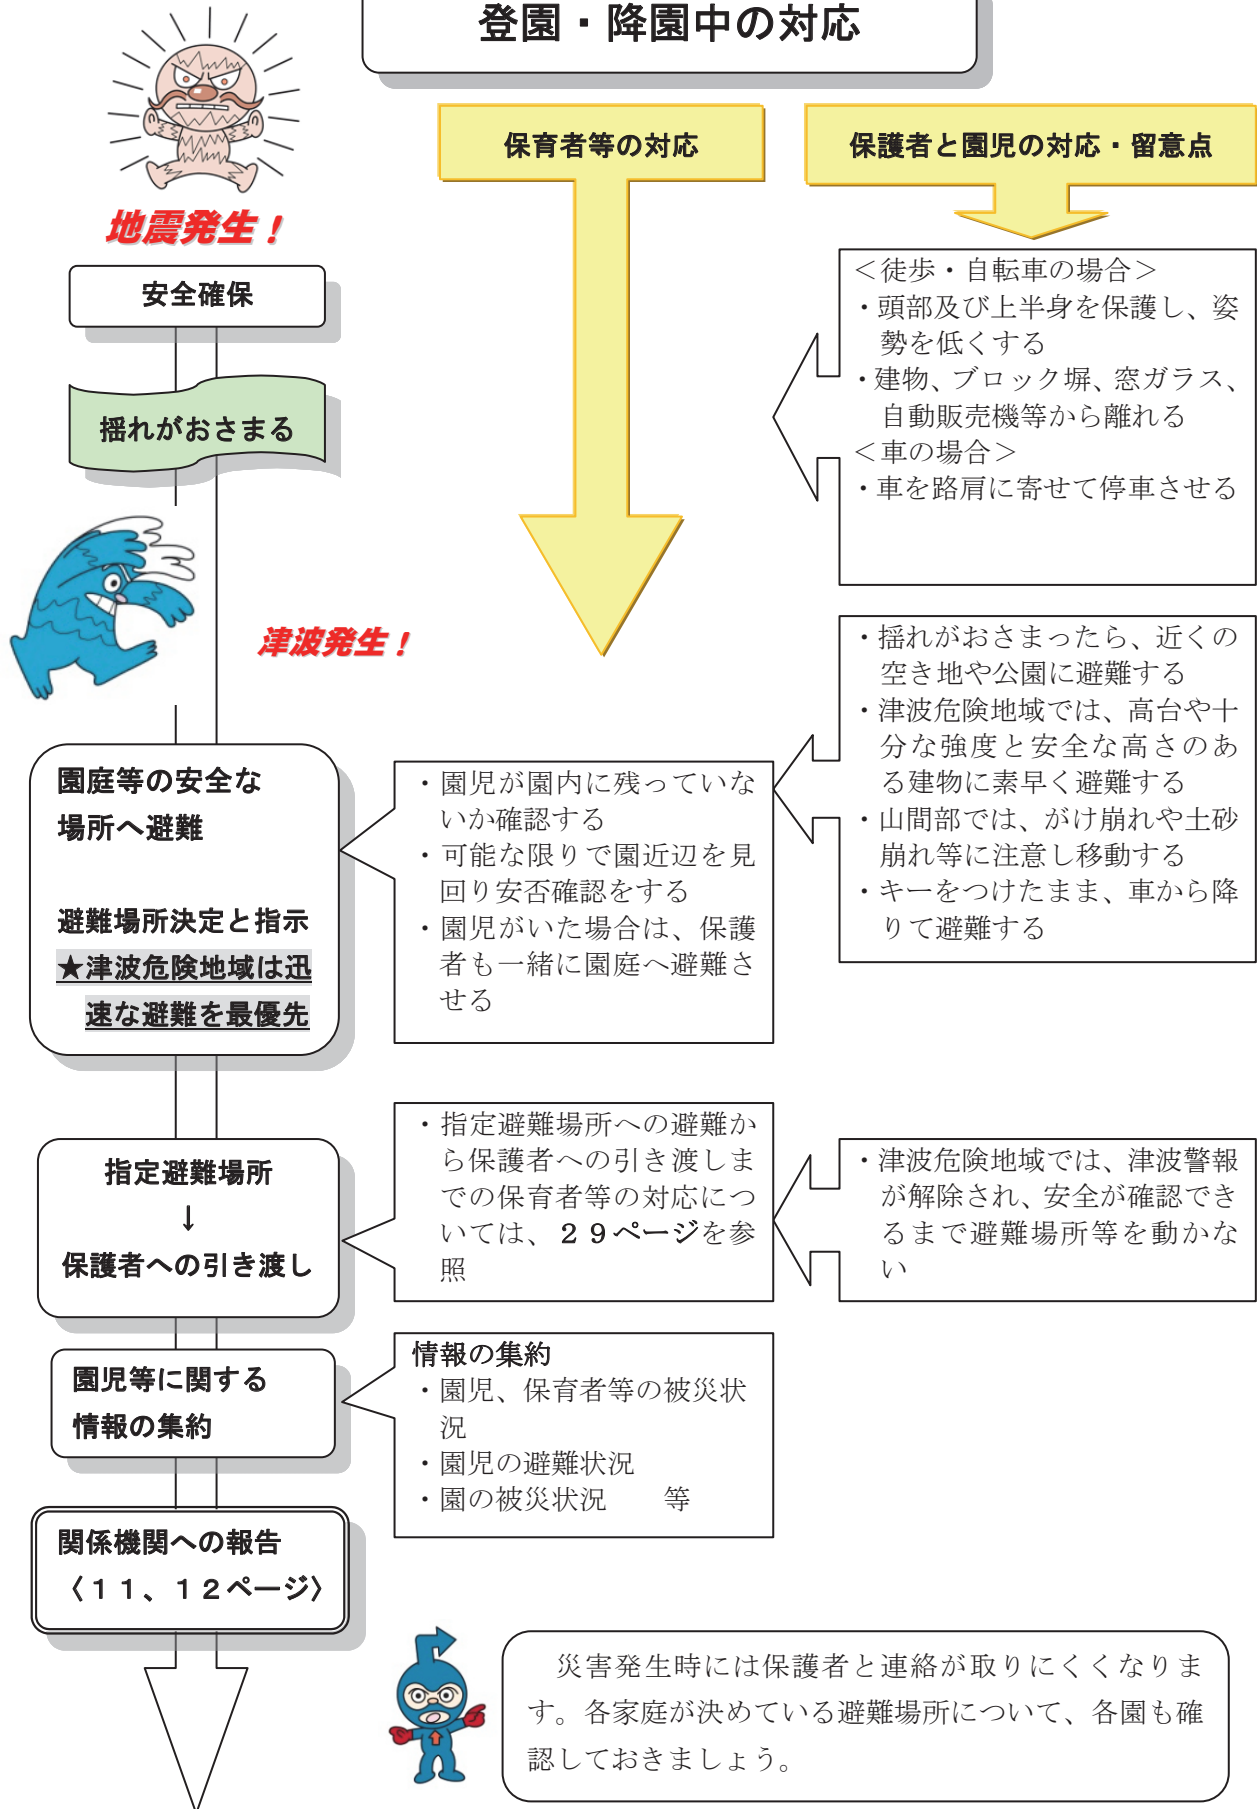 登園・降園中の対応
保育者等の対応
保護者と園児の対応・留意点
地震発生！
安全確保
揺れがおさまる
＜徒歩・自転車の場合＞
・頭部及び上半身を保護し、姿
勢を低くする
・建物、ブロック塀、窓ガラス、
自動販売機等から離れる
＜車の場合＞
・車を路肩に寄せて停車させる
津波発生！
・揺れがおさまったら、近くの
空き地や公園に避難する
・津波危険地域では、高台や十
分な強度と安全な高さのあ
る建物に素早く避難する
・山間部では、がけ崩れや土砂
崩れ等に注意し移動する
・キーをつけたまま、車から降
りて避難する
園庭等の安全な
場所へ避難
避難場所決定と指示
★津波危険地域は迅
速な避難を最優先
・園児が園内に残っていな
いか確認する
・可能な限りで園近辺を見
回り安否確認をする
・園児がいた場合は、保護
者も一緒に園庭へ避難さ
せる
指定避難場所
↓
保護者への引き渡し
・指定避難場所への避難か
ら保護者への引き渡しま
での保育者等の対応につ
いては、２９ページを参
照
・津波危険地域では、津波警報
が解除され、安全が確認でき
るまで避難場所等を動かな
い
園児等に関する
情報の集約
情報の集約
・園児、保育者等の被災状
況
・園児の避難状況
・園の被災状況　　等
関係機関への報告
〈１１、１２ページ〉
災害発生時には保護者と連絡が取りにくくなりま
す。各家庭が決めている避難場所について、各園も確
認しておきましょう。